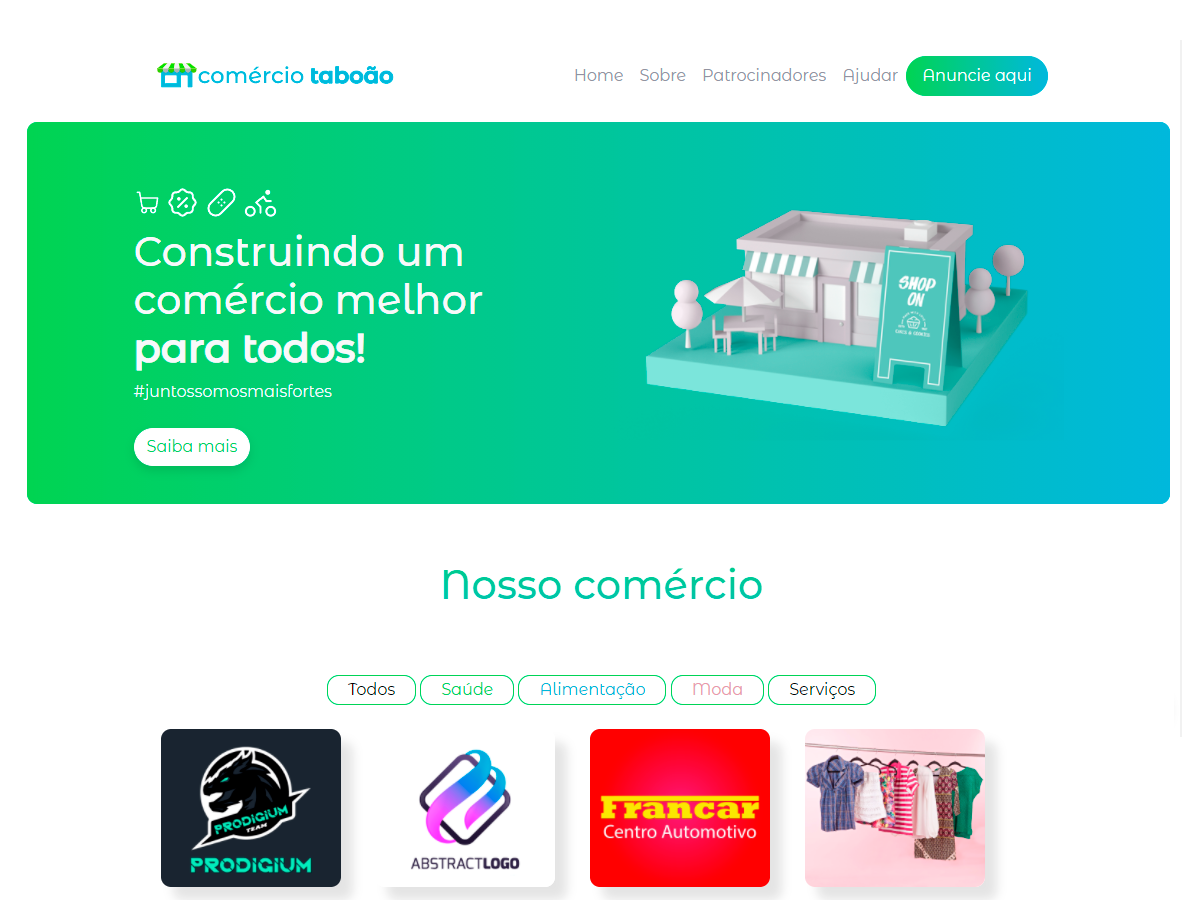 comércio taboão
Home Sobre Patrocinadores Ajudar Anuncie aqui
Construindo um
comércio melhor
para todos!
#juntossomosmaisfortes
Saiba mais
SHOP
ON
Nosso comércio
Todos Saúde Alimentação Moda Serviços
PRODIGIUM
TEAM
PRODIGIUM
ABSTRACTLOGO
Francar
Centro Automotivo